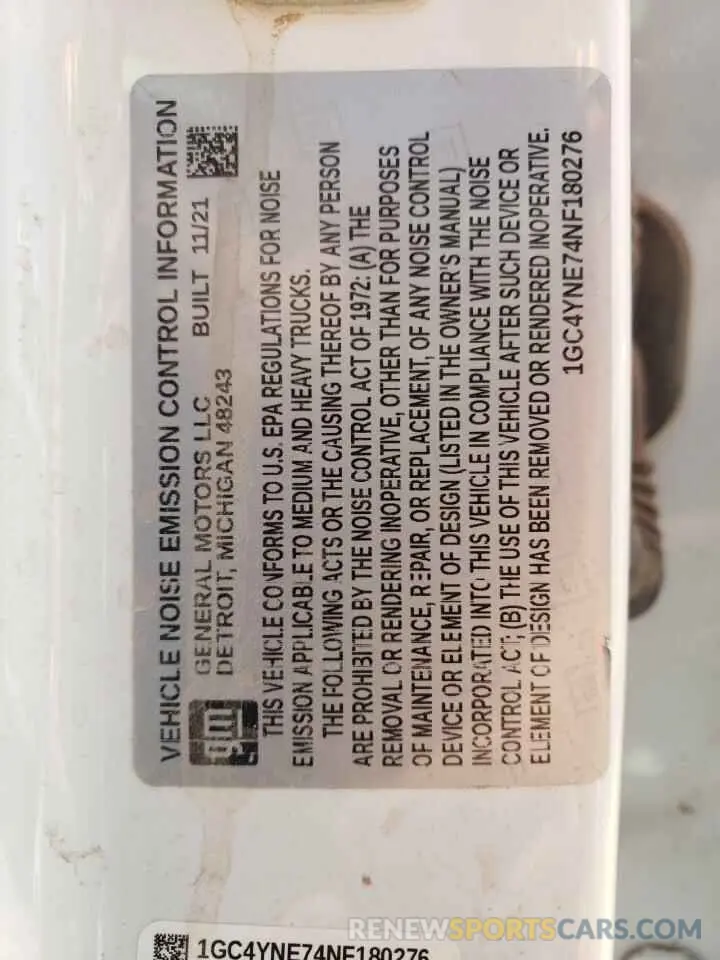 VEHICLE NOISE EMISSION CONTROL INFORMATION
gm
GENERAL MOTORS LLC BUILT 11/21
DETROIT, MICHIGAN 48243
THIS VEHICLE CONFORMS TO U.S. EPA REGULATIONS FOR NOISE
EMISSION APPLICABLE TO MEDIUM AND HEAVY TRUCKS.
THE FOLLOWING ACTS OR THE CAUSING THEREOF BY ANY PERSON
ARE PROHIBITED BY THE NOISE CONTROL ACT OF 1972: (A) THE
REMOVAL OR RENDERING INOPERATIVE, OTHER THAN FOR PURPOSES
OF MAINTENANCE, REPAIR, OR REPLACEMENT, OF ANY NOISE CONTROL
DEVICE OR ELEMENT OF DESIGN (LISTED IN THE OWNER'S MANUAL)
INCORPORATED INTO THIS VEHICLE IN COMPLIANCE WITH THE NOISE
CONTROL ACT; (B) THE USE OF THIS VEHICLE AFTER SUCH DEVICE OR
ELEMENT OF DESIGN HAS BEEN REMOVED OR RENDERED INOPERATIVE.
1GC4YNE74NF180276
1GC4YNE74NF180276
RENEWSPORTSCARS.COM